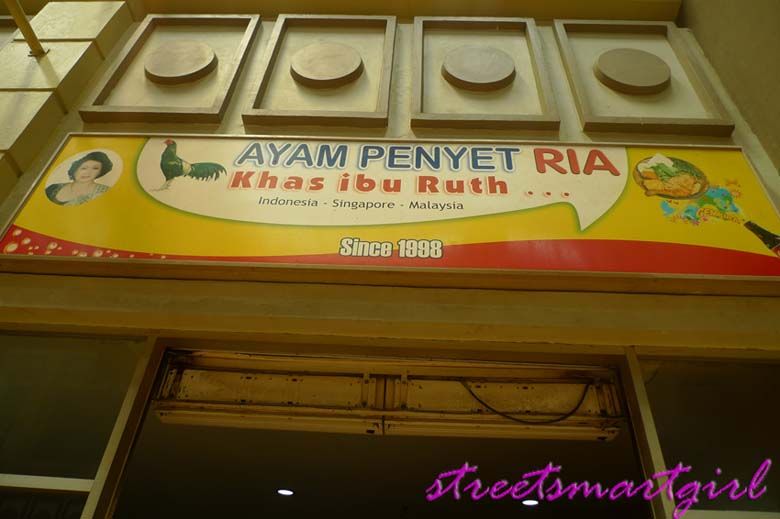 AYAM PENYET RIA
Khas ibu Ruth ...
Indonesia - Singapore - Malaysia
Since 1998
streetsmartgirl